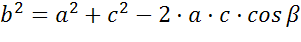 b² = a² + c² − 2 · a · c · cos β